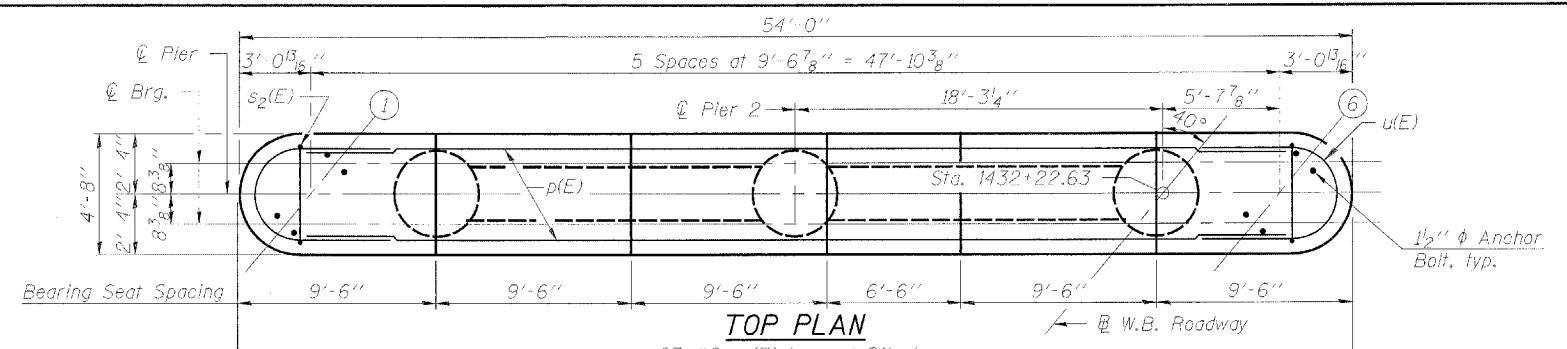 54'-0"
℄ Pier
3'-0 13/16"
5 Spaces at 9'-6 7/8" = 47'-10 3/8"
3'-0 13/16"
℄ Brg.
s2(E)
1
℄ Pier 2
18'-3 1/4"
5'-7 7/8"
6
40°
u(E)
4'-8"
2'-4"
2'-4"
8 3/8"
8 3/8"
p(E)
Sta. 1432+22.63
1 1/2" ϕ Anchor
Bolt, typ.
Bearing Seat Spacing
9'-6"
9'-6"
9'-6"
6'-6"
9'-6"
9'-6"
TOP PLAN
W.B. Roadway